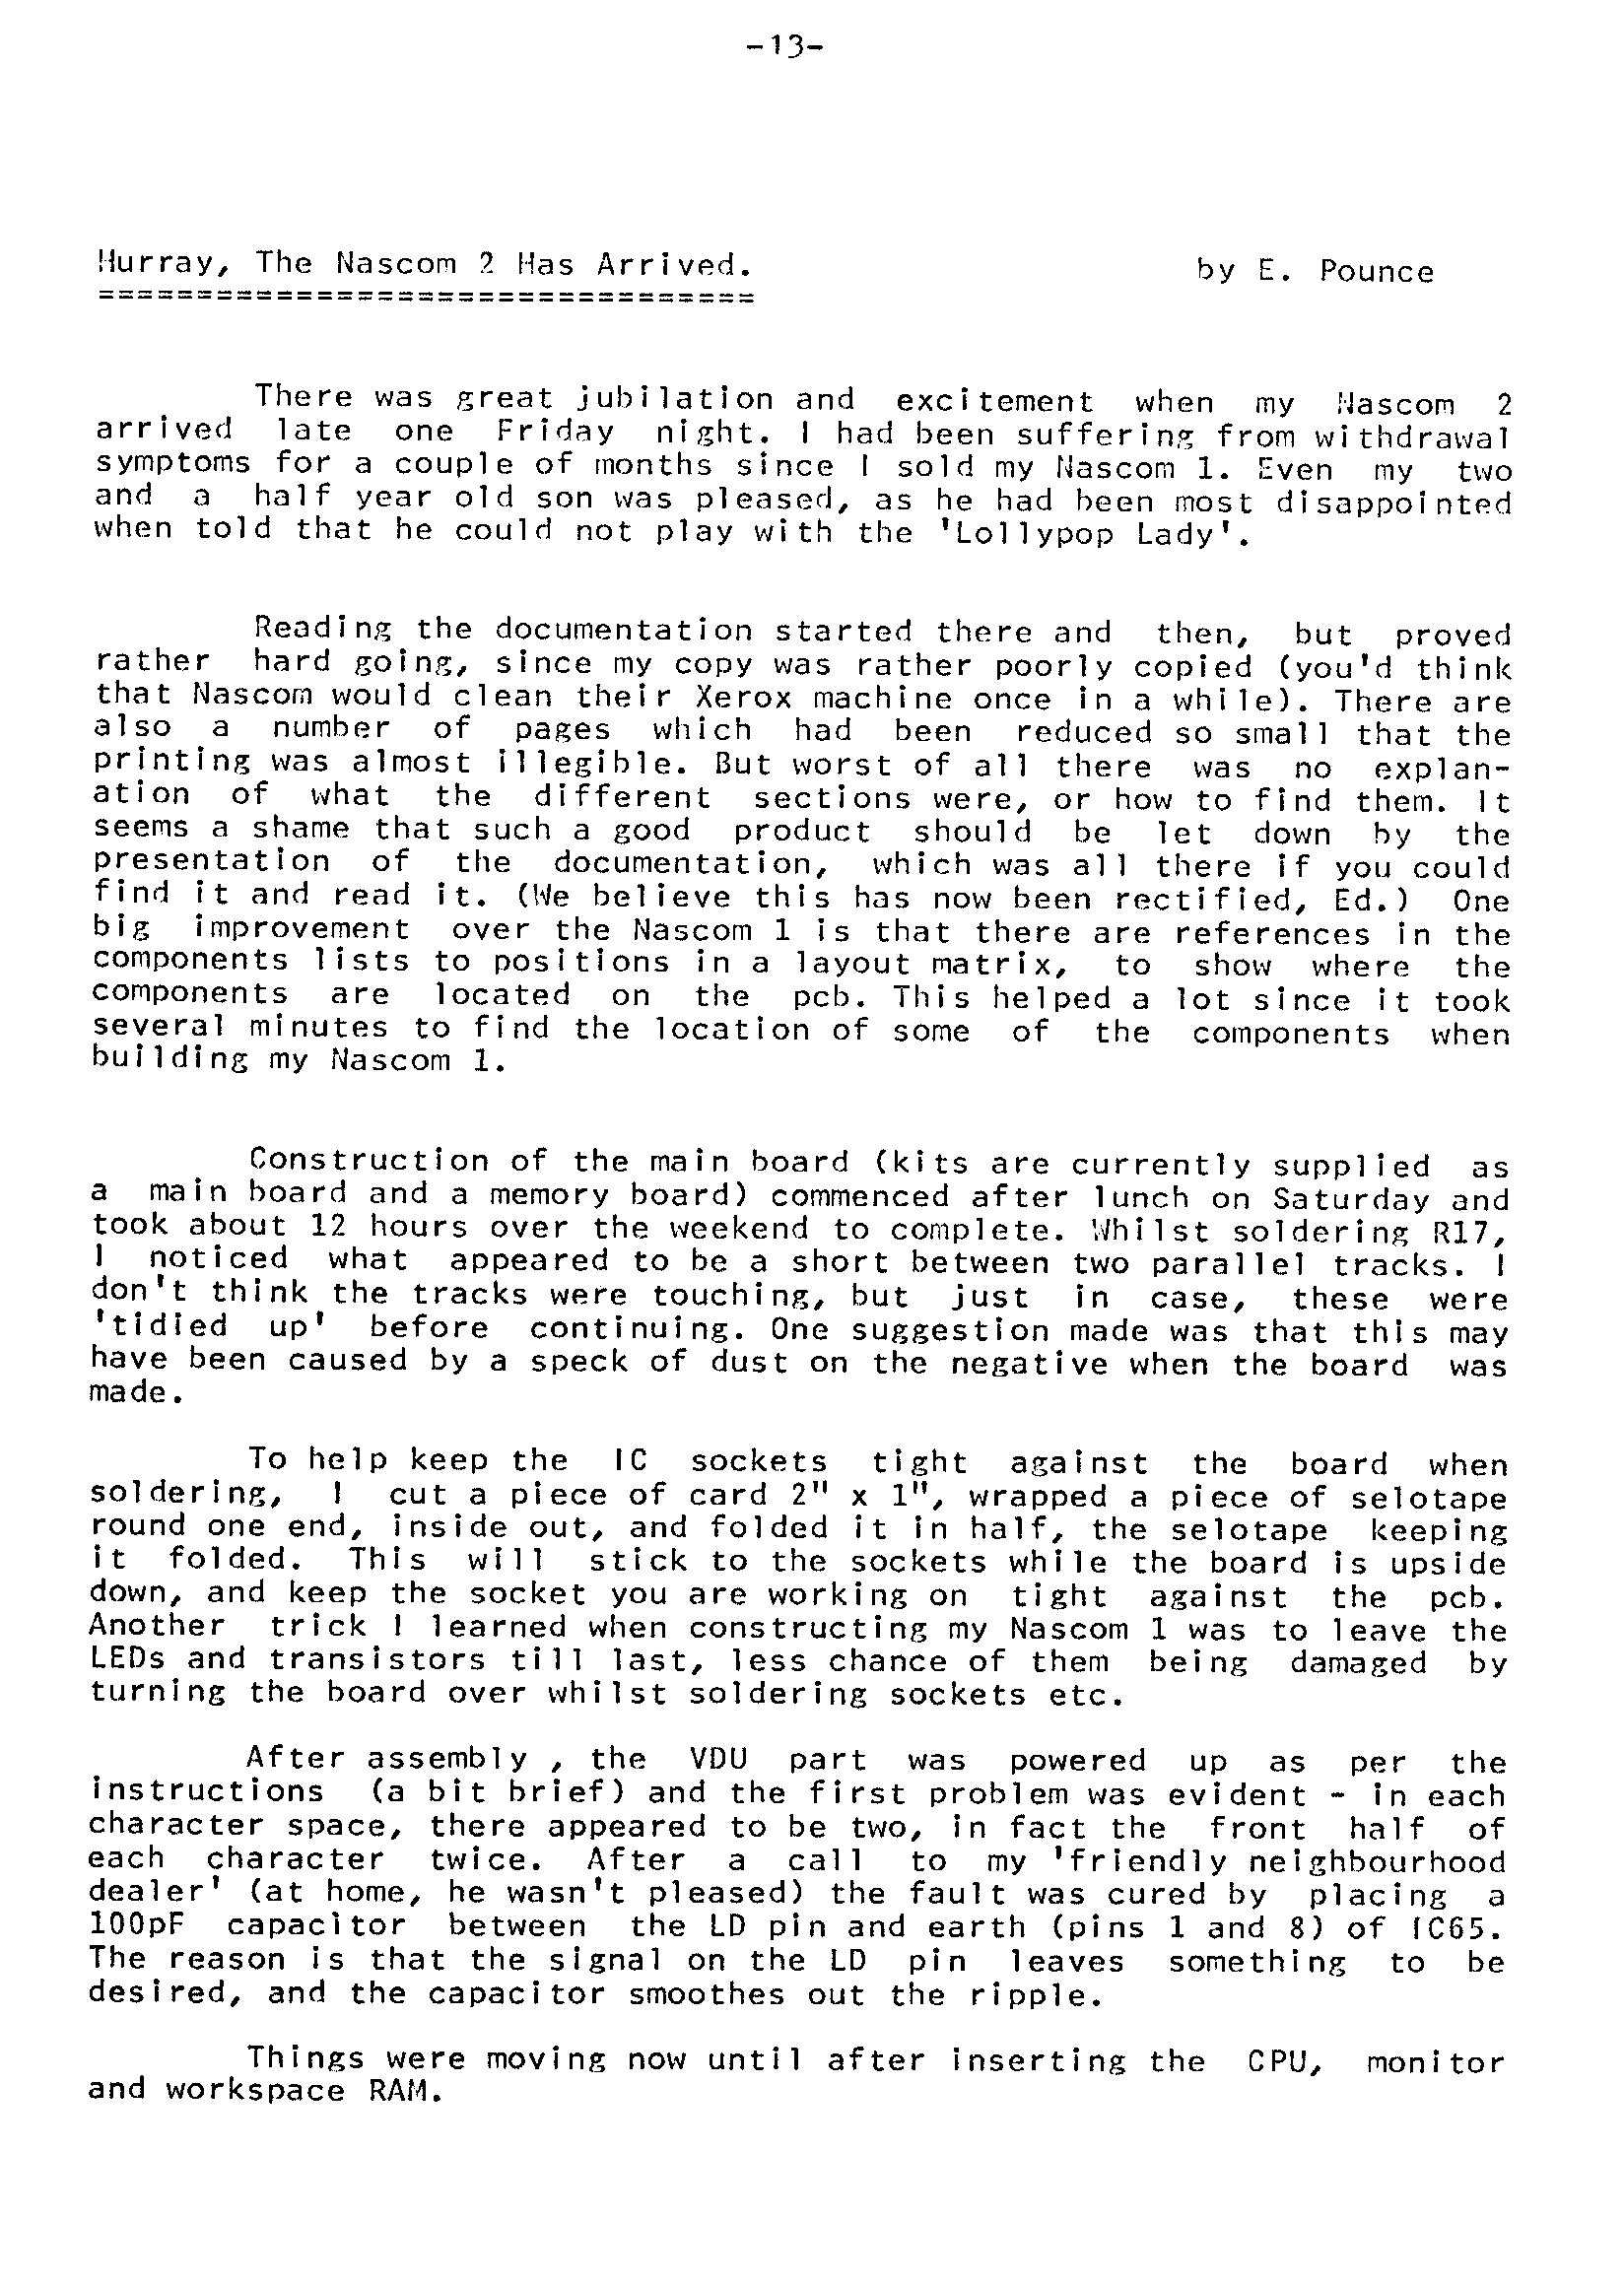 -13-
Hurray, The Nascom 2 Has Arrived. by E. Pounce
=================================
There was great jubilation and excitement when my Nascom 2
arrived late one Friday night. I had been suffering from withdrawal
symptoms for a couple of months since I sold my Nascom 1. Even my two
and a half year old son was pleased, as he had been most disappointed
when told that he could not play with the 'Lollypop Lady'.
Reading the documentation started there and then, but proved
rather hard going, since my copy was rather poorly copied (you'd think
that Nascom would clean their Xerox machine once in a while). There are
also a number of pages which had been reduced so small that the
printing was almost illegible. But worst of all there was no explan-
ation of what the different sections were, or how to find them. It
seems a shame that such a good product should be let down by the
presentation of the documentation, which was all there if you could
find it and read it. (We believe this has now been rectified, Ed.) One
big improvement over the Nascom 1 is that there are references in the
components lists to positions in a layout matrix, to show where the
components are located on the pcb. This helped a lot since it took
several minutes to find the location of some of the components when
building my Nascom 1.
Construction of the main board (kits are currently supplied as
a main board and a memory board) commenced after lunch on Saturday and
took about 12 hours over the weekend to complete. Whilst soldering R17,
I noticed what appeared to be a short between two parallel tracks. I
don't think the tracks were touching, but just in case, these were
'tidied up' before continuing. One suggestion made was that this may
have been caused by a speck of dust on the negative when the board was
made.
To help keep the IC sockets tight against the board when
soldering, I cut a piece of card 2" x 1", wrapped a piece of selotape
round one end, inside out, and folded it in half, the selotape keeping
it folded. This will stick to the sockets while the board is upside
down, and keep the socket you are working on tight against the pcb.
Another trick I learned when constructing my Nascom 1 was to leave the
LEDs and transistors till last, less chance of them being damaged by
turning the board over whilst soldering sockets etc.
After assembly , the VDU part was powered up as per the
instructions (a bit brief) and the first problem was evident - in each
character space, there appeared to be two, in fact the front half of
each character twice. After a call to my 'friendly neighbourhood
dealer' (at home, he wasn't pleased) the fault was cured by placing a
100pF capacitor between the LD pin and earth (pins 1 and 8) of IC65.
The reason is that the signal on the LD pin leaves something to be
desired, and the capacitor smoothes out the ripple.
Things were moving now until after inserting the CPU, monitor
and workspace RAM.